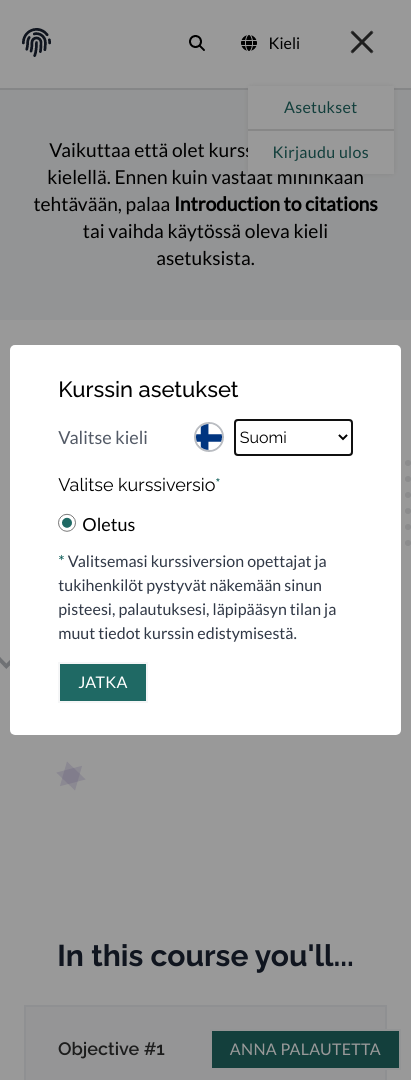 Kieli
Asetukset
Kirjaudu ulos
Vaikuttaa että olet
kielellä. Ennen kuin vastaat mihinkään
tehtävään, palaa Introduction to citations
tai vaihda käytössä oleva kieli
asetuksista.
Kurssin asetukset
Valitse kieli
Suomi
Valitse kurssiversio*
Oletus
* Valitsemasi kurssiversion opettajat ja
tukihenkilöt pystyvät näkemään sinun
pisteesi, palautuksesi, läpipääsyn tilan ja
muut tiedot kurssin edistymisestä.
JATKA
In this course you'll...
Objective #1
ANNA PALAUTETTA